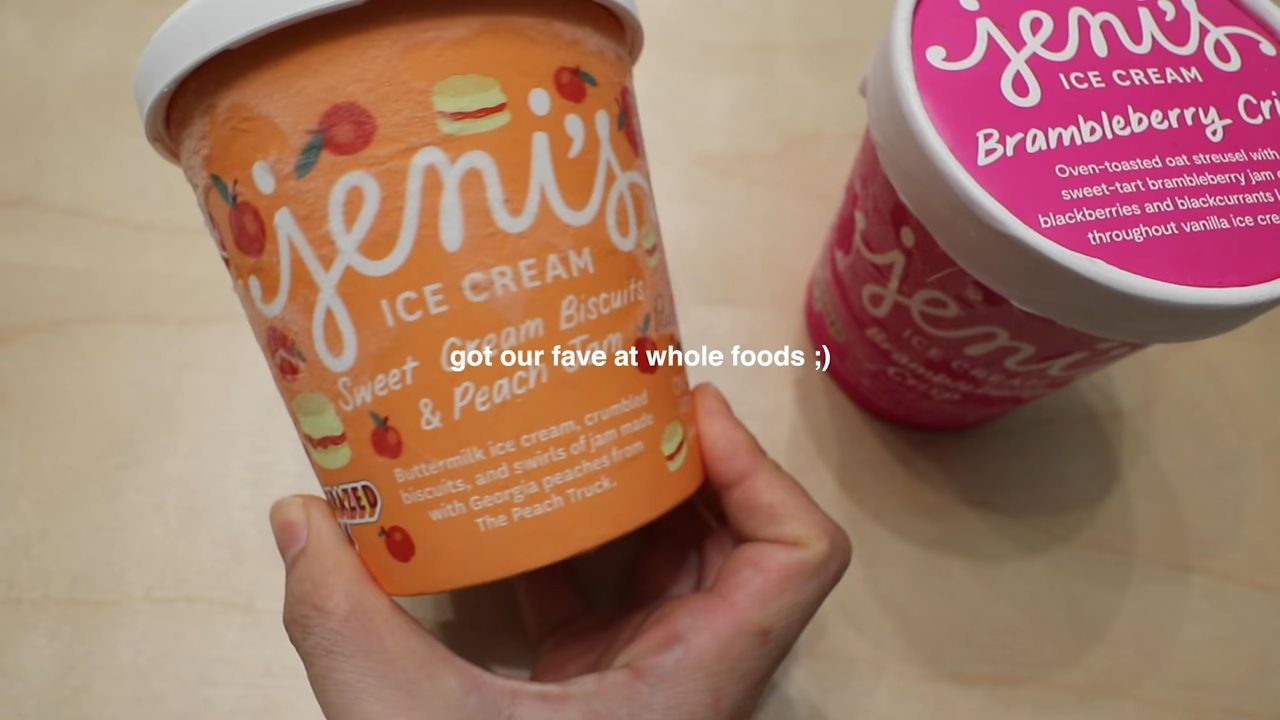 jeni's
ICE CREAM
Sweet Cream Biscuits
& Peach Jam
Buttermilk ice cream, crumbled
biscuits, and swirls of jam made
with Georgia peaches from
The Peach Truck.
got our fave at whole foods ;)
jeni's
ICE CREAM
Brambleberry
Oven-toasted oat streusel with
sweet-tart brambleberry jam
blackberries and blackcurrants
throughout vanilla ice
jeni's
ICE CREAM
Brambleberry
Crisp